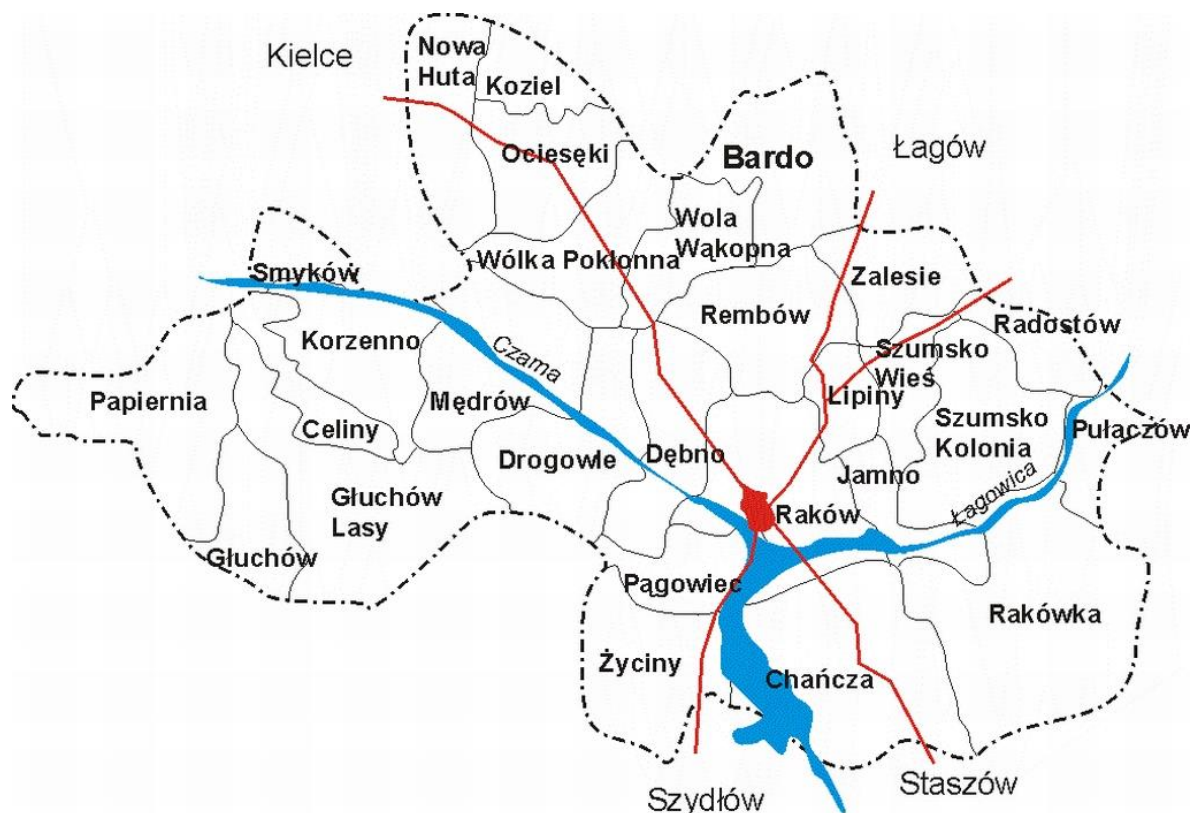 Nowa
Huta
Kielce
Koziel
Ocięsęki
Bardo
Łagów
Wola
Wąkopna
Wólka Pokłonna
Smyków
Zalesie
Rembów
Radostów
Korzenno
Czarna
Szumsko
Wieś
Papiernia
Mędrów
Lipiny
Celiny
Szumsko
Kolonia
Pułaczów
Drogowle
Dębno
Jamno
Głuchów
Lasy
Łagowica
Raków
Głuchów
Pągowiec
Rakówka
Życiny
Chańcza
Staszów
Szydłów